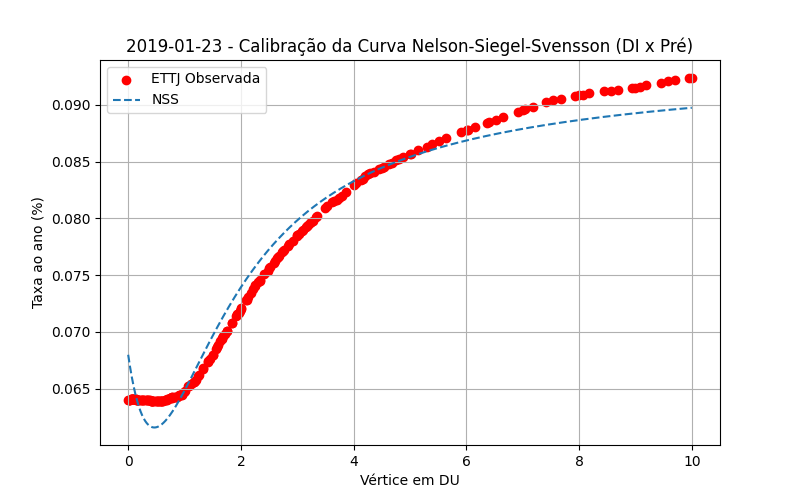 2019-01-23 - Calibração da Curva Nelson-Siegel-Svensson (DI x Pré)
ETTJ Observada
NSS
Taxa ao ano (%)
0.090
0.085
0.080
0.075
0.070
0.065
0 2 4 6 8 10
Vértice em DU